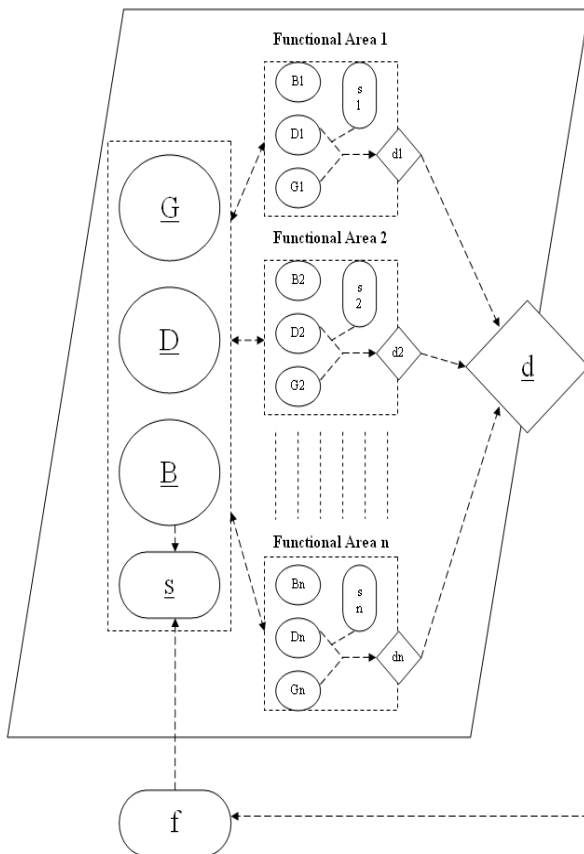 Functional Area 1
B1
s
1
D1
d1
G1
G
Functional Area 2
B2
s
2
D2
d2
G2
D
d
B
Functional Area n
Bn
s
n
Dn
dn
Gn
s
f